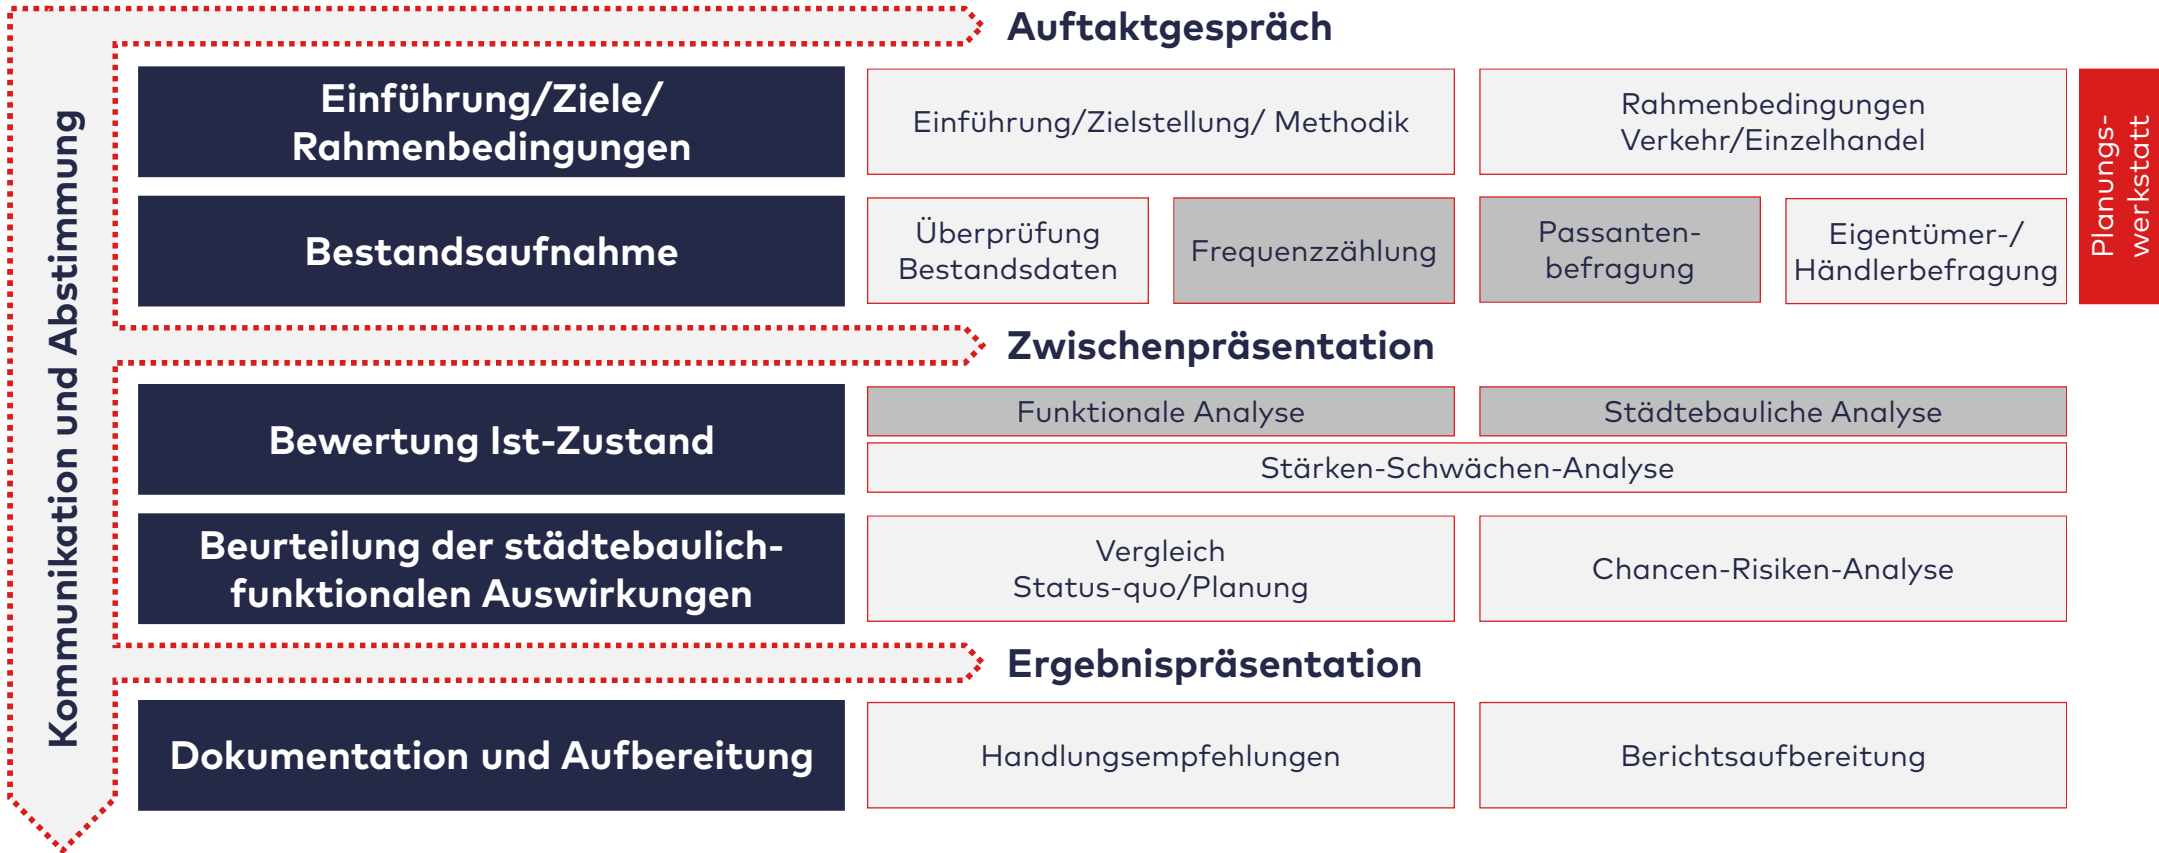 Kommunikation und Abstimmung
Auftaktgespräch
Einführung/Ziele/
Rahmenbedingungen
Einführung/Zielstellung/ Methodik
Rahmenbedingungen
Verkehr/Einzelhandel
Planungs-
werkstatt
Bestandsaufnahme
Überprüfung
Bestandsdaten
Frequenzzählung
Passanten-
befragung
Eigentümer-/
Händlerbefragung
Zwischenpräsentation
Bewertung Ist-Zustand
Funktionale Analyse
Städtebauliche Analyse
Stärken-Schwächen-Analyse
Beurteilung der städtebaulich-
funktionalen Auswirkungen
Vergleich
Status-quo/Planung
Chancen-Risiken-Analyse
Ergebnispräsentation
Dokumentation und Aufbereitung
Handlungsempfehlungen
Berichtsaufbereitung